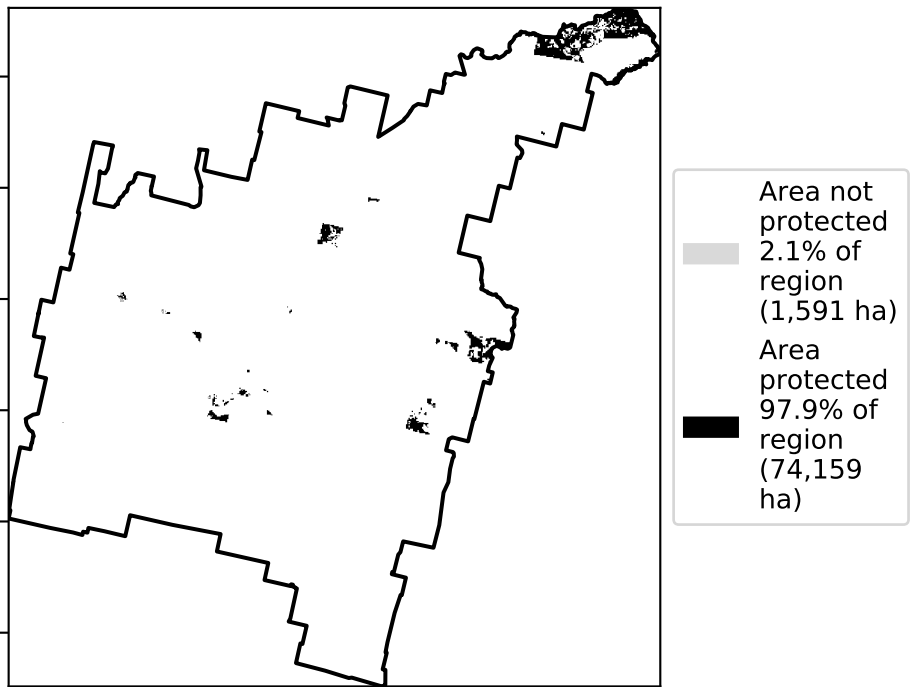 Area not
protected
2.1% of
region
(1,591 ha)
Area
protected
97.9% of
region
(74,159
ha)